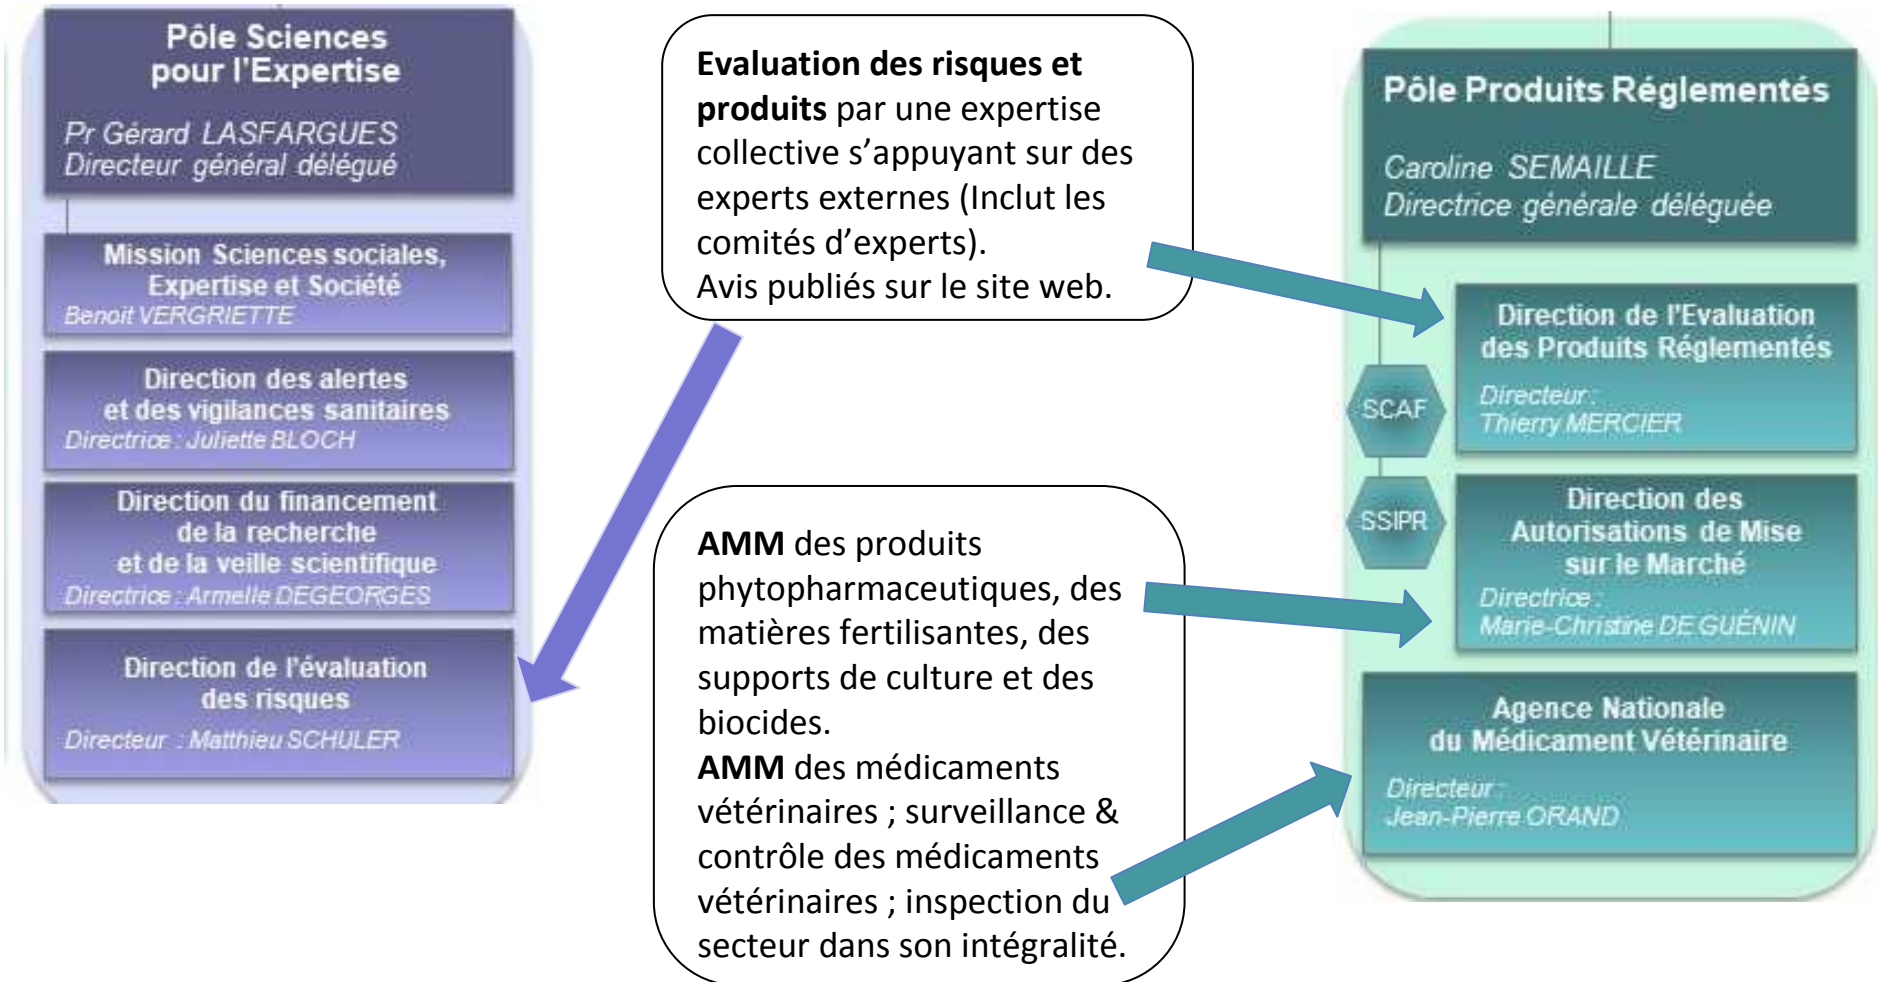 Pôle Sciences
pour l'Expertise
Pr Gérard LASFARGUES
Directeur général délégué
Mission Sciences sociales,
Expertise et Société
Benoit VERGRIETTE
Direction des alertes
et des vigilances sanitaires
Directrice : Juliette BLOCH
Direction du financement
de la recherche
et de la veille scientifique
Directrice : Armelle DEGEORGES
Direction de l'évaluation
des risques
Directeur : Matthieu SCHULER
Evaluation des risques et
produits par une expertise
collective s’appuyant sur des
experts externes (Inclut les
comités d’experts).
Avis publiés sur le site web.
AMM des produits
phytopharmaceutiques, des
matières fertilisantes, des
supports de culture et des
biocides.
AMM des médicaments
vétérinaires ; surveillance &
contrôle des médicaments
vétérinaires ; inspection du
secteur dans son intégralité.
Pôle Produits Réglementés
Caroline SEMAILLE
Directrice générale déléguée
Direction de l'Evaluation
des Produits Réglementés
Directeur :
Thierry MERCIER
SCAF
SSIPR
Direction des
Autorisations de Mise
sur le Marché
Directrice :
Marie-Christine DE GUÉNIN
Agence Nationale
du Médicament Vétérinaire
Directeur :
Jean-Pierre ORAND